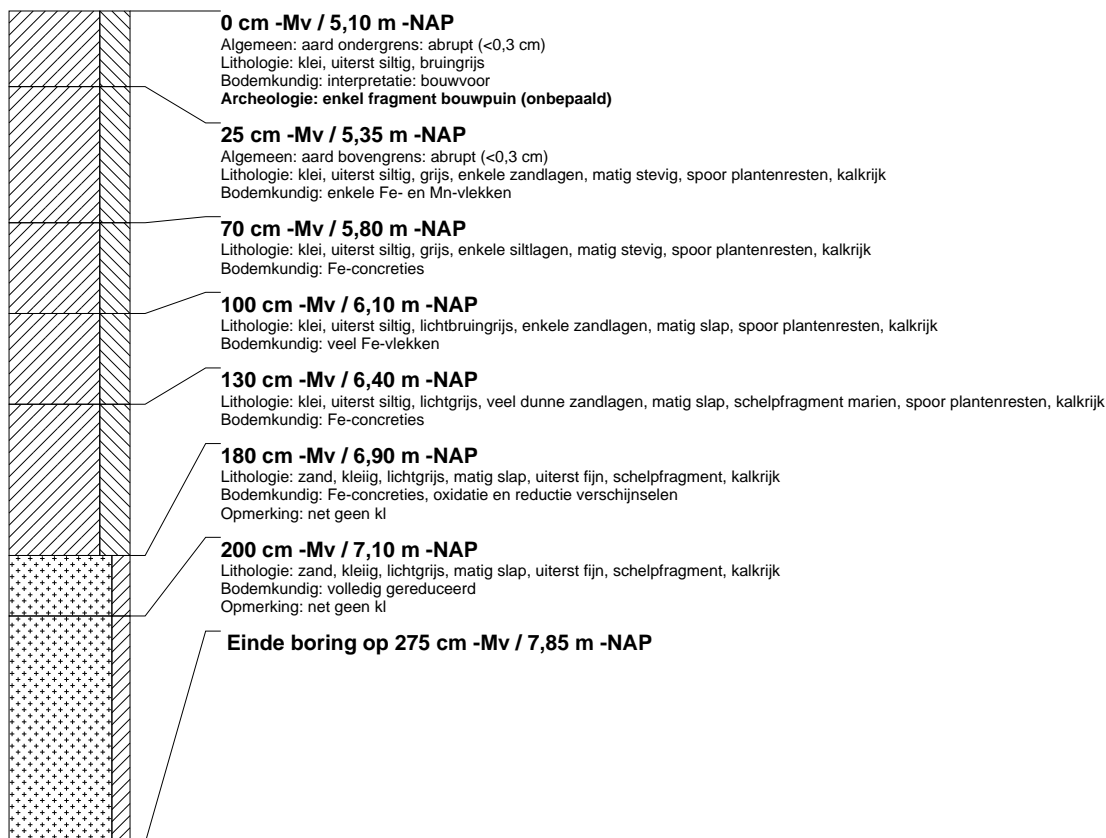 0 cm -Mv / 5,10 m -NAP
Algemeen: aard ondergrens: abrupt (<0,3 cm)
Lithologie: klei, uiterst siltig, bruingrijs
Bodemkundig: interpretatie: bouwvoor
Archeologie: enkel fragment bouwpuin (onbepaald)
25 cm -Mv / 5,35 m -NAP
Algemeen: aard bovengrens: abrupt (<0,3 cm)
Lithologie: klei, uiterst siltig, grijs, enkele zandlagen, matig stevig, spoor plantenresten, kalkrijk
Bodemkundig: enkele Fe- en Mn-vlekken
70 cm -Mv / 5,80 m -NAP
Lithologie: klei, uiterst siltig, grijs, enkele siltlagen, matig stevig, spoor plantenresten, kalkrijk
Bodemkundig: Fe-concreties
100 cm -Mv / 6,10 m -NAP
Lithologie: klei, uiterst siltig, lichtbruingrijs, enkele zandlagen, matig slap, spoor plantenresten, kalkrijk
Bodemkundig: veel Fe-vlekken
130 cm -Mv / 6,40 m -NAP
Lithologie: klei, uiterst siltig, lichtgrijs, veel dunne zandlagen, matig slap, schelpfragment marien, spoor plantenresten, kalkrijk
Bodemkundig: Fe-concreties
180 cm -Mv / 6,90 m -NAP
Lithologie: zand, kleiig, lichtgrijs, matig slap, uiterst fijn, schelpfragment, kalkrijk
Bodemkundig: Fe-concreties, oxidatie en reductie verschijnselen
Opmerking: net geen kl
200 cm -Mv / 7,10 m -NAP
Lithologie: zand, kleiig, lichtgrijs, matig slap, uiterst fijn, schelpfragment, kalkrijk
Bodemkundig: volledig gereduceerd
Opmerking: net geen kl
Einde boring op 275 cm -Mv / 7,85 m -NAP